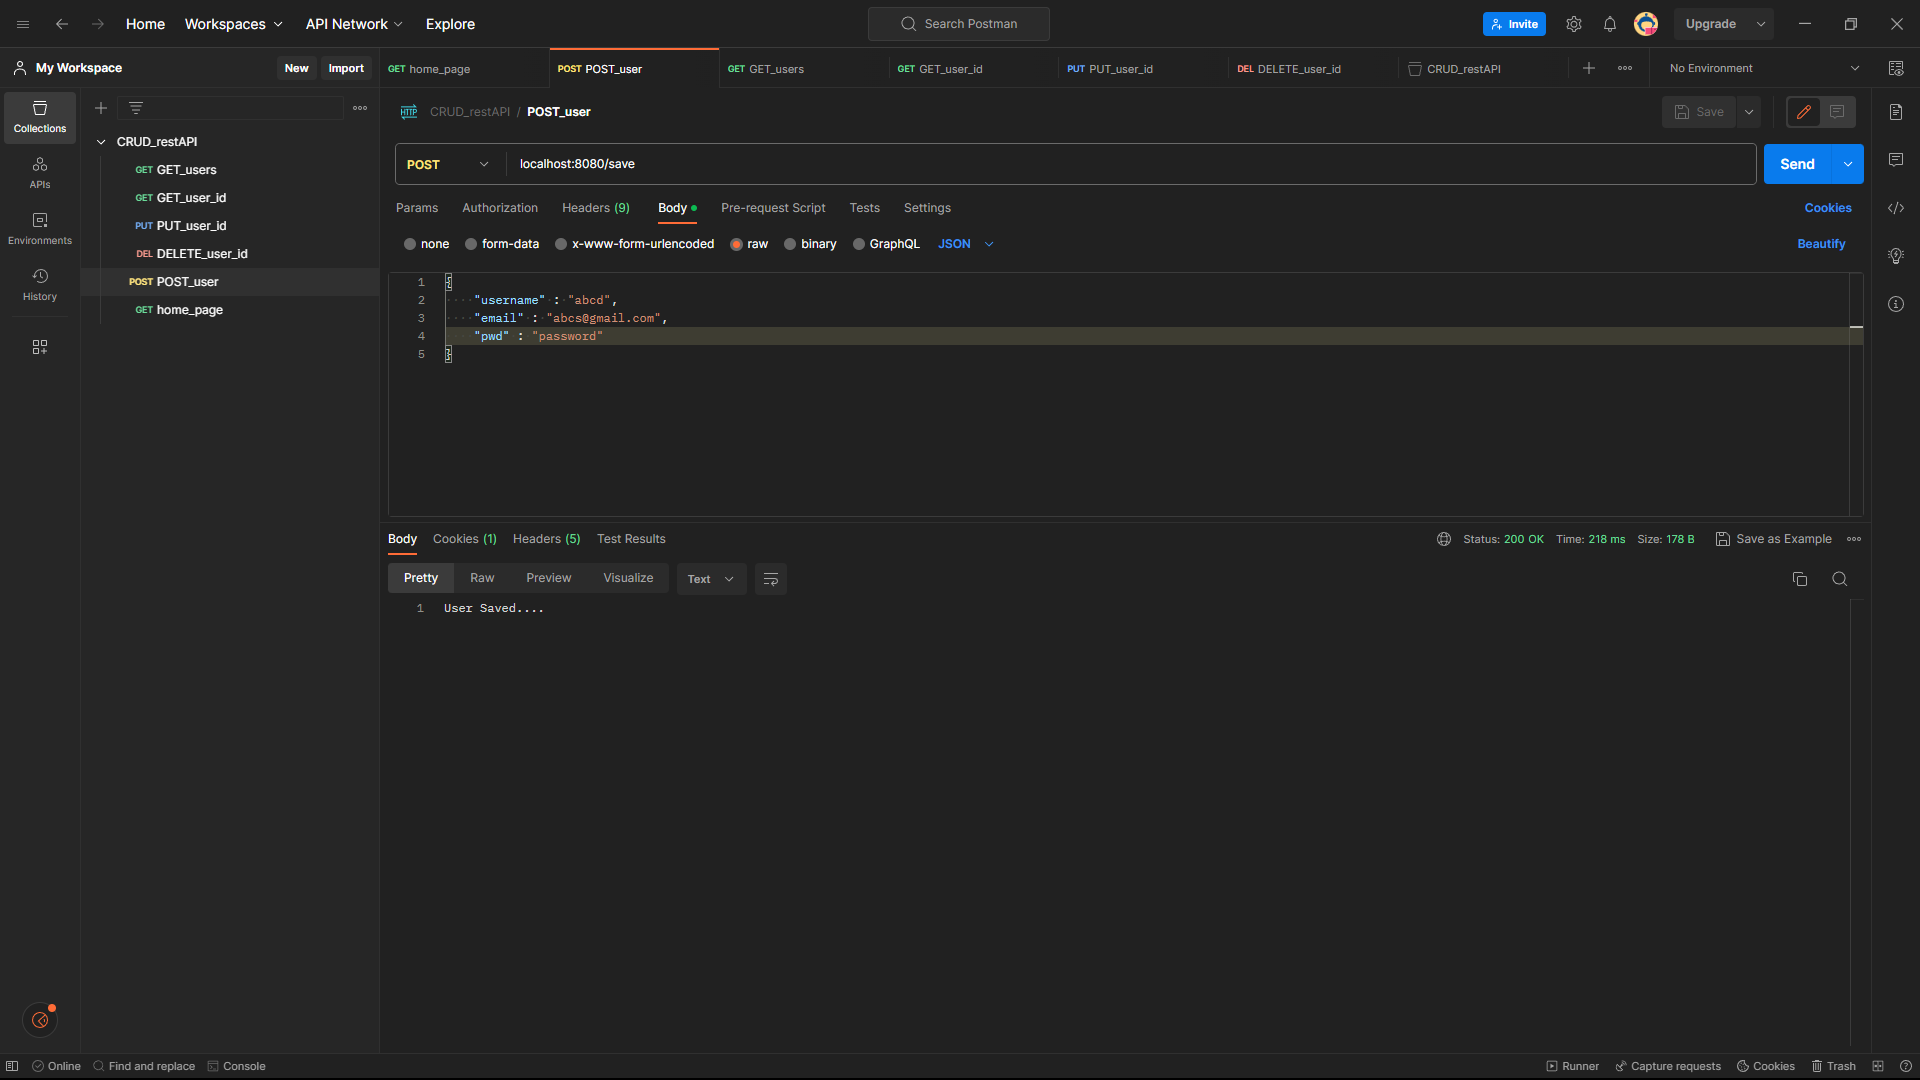 Home Workspaces API Network Explore Search Postman Invite Upgrade
My Workspace New Import GET home_page POST POST_user GET GET_users GET GET_user_id PUT PUT_user_id DEL DELETE_user_id CRUD_restAPI No Environment
Collections
APIs
Environments
History
CRUD_restAPI
GET GET_users
GET GET_user_id
PUT PUT_user_id
DEL DELETE_user_id
POST POST_user
GET home_page
HTTP CRUD_restAPI / POST_user Save
POST localhost:8080/save Send
Params Authorization Headers (9) Body Pre-request Script Tests Settings Cookies
none form-data x-www-form-urlencoded raw binary GraphQL JSON Beautify
1 {
2 "username" : "abcd",
3 "email" : "abcs@gmail.com",
4 "pwd" : "password"
5 }
Body Cookies (1) Headers (5) Test Results Status: 200 OK Time: 218 ms Size: 178 B Save as Example
Pretty Raw Preview Visualize Text
1 User Saved....
Online Find and replace Console Runner Capture requests Cookies Trash